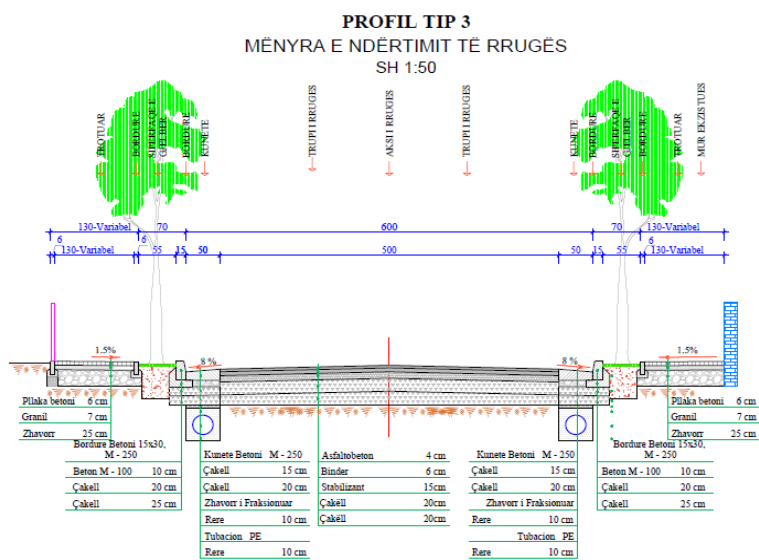 PROFIL TIP 3
MËNYRA E NDËRTIMIT TË RRUGËS
SH 1:50
TROTUAR
BORDURE
SIPERFAQE E
GJELBER
BORDURE
KUNETE
TRUPI I RRUGES
AKSI I RRUGES
TRUPI I RRUGES
KUNETE
BORDURE
SIPERFAQE E
GJELBER
BORDURE
TROTUAR
MUR EKZISTUES
130-Variabel 70 600 70 130-Variabel
6 6 6
130-Variabel 55 15 50 500 50 15 55 130-Variabel
1.5% 8 % 8 % 1.5%
Pllaka betoni 6 cm
Granil 7 cm
Zhavorr 25 cm
Bordure Betoni 15x30,
M - 250
Beton M - 100 10 cm
Çakell 20 cm
Çakell 25 cm
Kunete Betoni M - 250
Çakell 15 cm
Çakell 20 cm
Zhavorr i Fraksionuar
Rere 10 cm
Tubacion PE
Rere 10 cm
Asfaltobeton 4 cm
Binder 6 cm
Stabilizant 15cm
Çakëll 20cm
Çakëll 20cm
Kunete Betoni M - 250
Çakell 15 cm
Çakell 20 cm
Zhavorr i Fraksionuar
Rere 10 cm
Tubacion PE
Rere 10 cm
Bordure Betoni 15x30,
M - 250
Beton M - 100 10 cm
Çakell 20 cm
Çakell 25 cm
Pllaka betoni 6 cm
Granil 7 cm
Zhavorr 25 cm